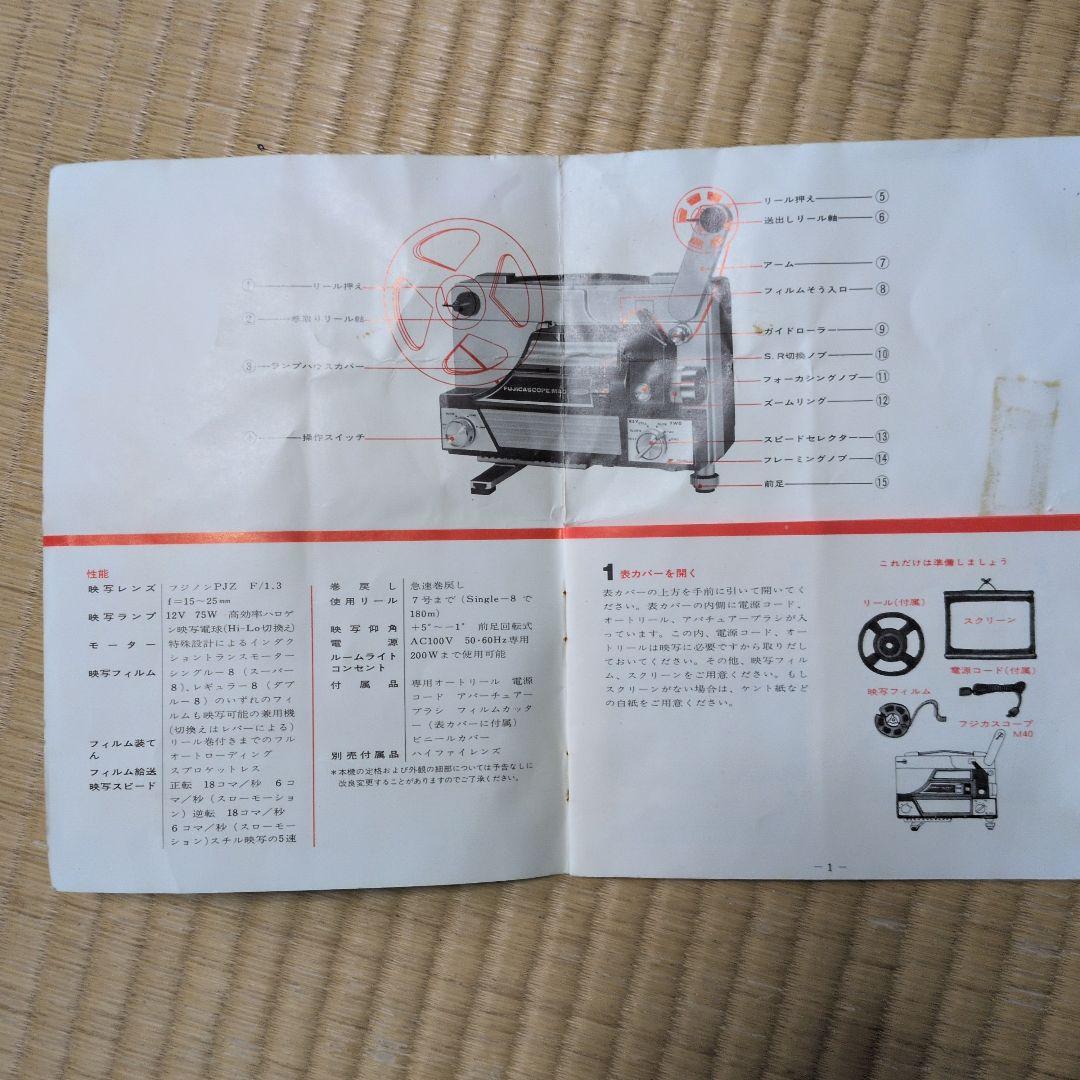 ① リール押え
② 巻取りリール軸
③ ランプハウスカバー
操作スイッチ
FUJICASCOPE M40
リール押え ⑤
送出しリール軸 ⑥
アーム ⑦
フィルムそう入口 ⑧
ガイドローラー ⑨
S.R切換ノブ ⑩
フォーカシングノブ ⑪
ズームリング ⑫
スピードセレクター ⑬
フレーミングノブ ⑭
前足 ⑮
性能
映写レンズ フジノンPJZ F/1.3
f=15~25mm
映写ランプ 12V 75W 高効率ハロゲ
ン映写電球(Hi-Lo切換え)
モーター 特殊設計によるインダク
ショントランスモーター
映写フィルム シングル-8(スーパー
8)、レギュラー8(ダブ
ルー8)のいずれのフィ
ルムも映写可能の兼用機
(切換えはレバーによる)
フィルム装てん リール巻付きまでのフル
オートローディング
フィルム給送 スプロケットレス
映写スピード 正転 18コマ/秒 6コ
マ/秒(スローモーショ
ン)逆転 18コマ/秒
6コマ/秒(スローモー
ション)スチル映写の5速
巻戻し 急速巻戻し
使用リール 7号まで(Single-8で
180m)
映写仰角 +5°~-1° 前足回転式
電源 AC100V 50・60Hz専用
ルームライト
コンセント 200Wまで使用可能
付属品 専用オートリール 電源
コード アパーチュアー
ブラシ フィルムカッタ
ー(表カバーに付属)
ビニールカバー
別売付属品 ハイファイレンズ
*本機の定格および外観の細部については予告なしに
改良変更することがありますのでご了承ください。
1 表カバーを開く
表カバーの上方を手前に引いて開いてく
ださい。表カバーの内側に電源コード、
オートリール、アパチュアーブラシが入
っています。この内、電源コード、オー
トリールは映写に必要ですから取りだし
ておいてください。その他、映写フィル
ム、スクリーンをご用意ください。もし
スクリーンがない場合は、ケント紙など
の白紙をご用意ください。
これだけは準備しましょう
リール(付属)
スクリーン
電源コード(付属)
映写フィルム
フジカスコープ
M40
-1-